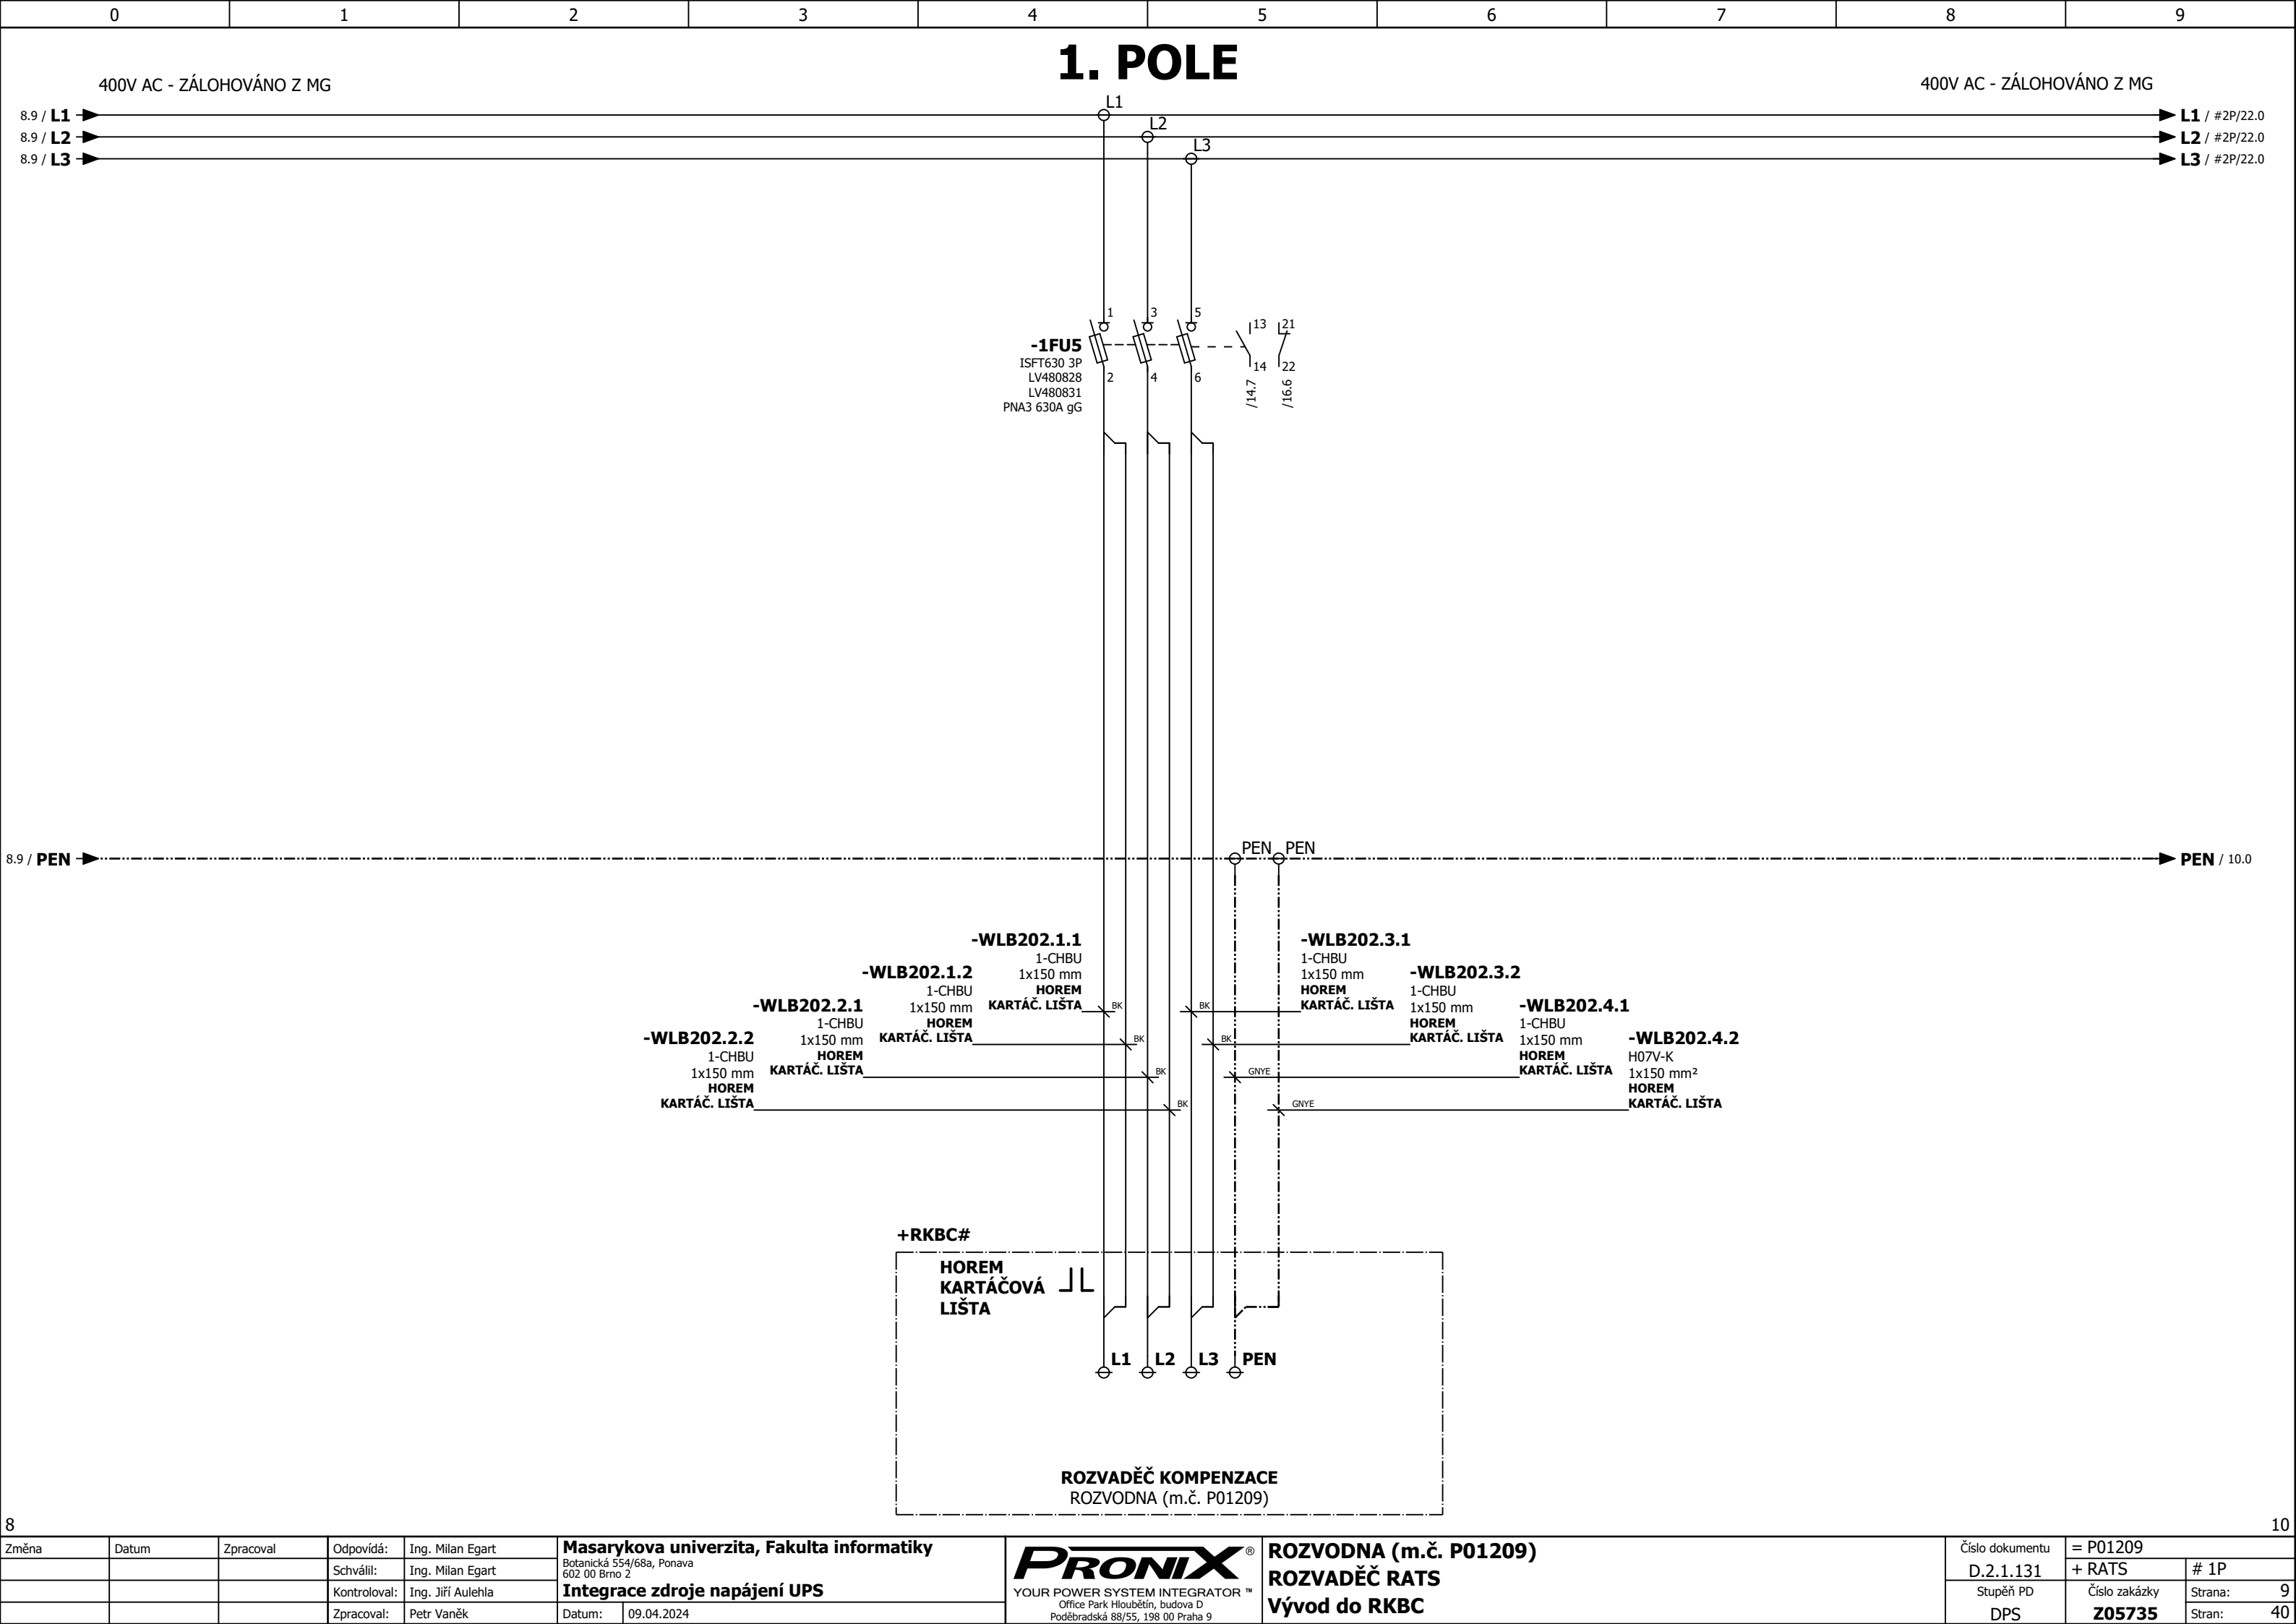 0 1 2 3 4 5 6 7 8 9
1. POLE
400V AC - ZÁLOHOVÁNO Z MG
400V AC - ZÁLOHOVÁNO Z MG
8.9 / L1
8.9 / L2
8.9 / L3
L1
L2
L3
L1 / #2P/22.0
L2 / #2P/22.0
L3 / #2P/22.0
1 3 5 13 21
-1FU5
ISFT630 3P
LV480828
LV480831
PNA3 630A gG
2 4 6 14 22
/14.7 /16.6
8.9 / PEN
PEN PEN
PEN / 10.0
-WLB202.1.1
1-CHBU
1x150 mm
HOREM
KARTÁČ. LIŠTA
BK
-WLB202.1.2
1-CHBU
1x150 mm
HOREM
KARTÁČ. LIŠTA
BK
-WLB202.2.1
1-CHBU
1x150 mm
HOREM
KARTÁČ. LIŠTA
BK
-WLB202.2.2
1-CHBU
1x150 mm
HOREM
KARTÁČ. LIŠTA
BK
-WLB202.3.1
1-CHBU
1x150 mm
HOREM
KARTÁČ. LIŠTA
BK
-WLB202.3.2
1-CHBU
1x150 mm
HOREM
KARTÁČ. LIŠTA
BK
-WLB202.4.1
1-CHBU
1x150 mm
HOREM
KARTÁČ. LIŠTA
GNYE
-WLB202.4.2
H07V-K
1x150 mm²
HOREM
KARTÁČ. LIŠTA
GNYE
+RKBC#
HOREM
KARTÁČOVÁ
LIŠTA
L1 L2 L3 PEN
ROZVADĚČ KOMPENZACE
ROZVODNA (m.č. P01209)
8
10
Změna Datum Zpracoval
Odpovídá: Ing. Milan Egart
Schválil: Ing. Milan Egart
Kontroloval: Ing. Jiří Aulehla
Zpracoval: Petr Vaněk
Masarykova univerzita, Fakulta informatiky
Botanická 554/68a, Ponava
602 00 Brno 2
Integrace zdroje napájení UPS
Datum: 09.04.2024
PRONIX ®
YOUR POWER SYSTEM INTEGRATOR ™
Office Park Hloubětín, budova D
Poděbradská 88/55, 198 00 Praha 9
ROZVODNA (m.č. P01209)
ROZVADĚČ RATS
Vývod do RKBC
Číslo dokumentu
D.2.1.131
Stupěň PD
DPS
= P01209
+ RATS
# 1P
Číslo zakázky
Z05735
Strana: 9
Stran: 40